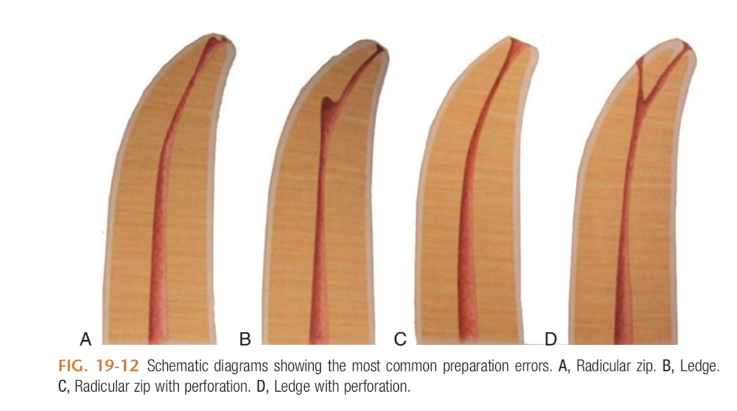 A B C D
FIG. 19-12 Schematic diagrams showing the most common preparation errors. A, Radicular zip. B, Ledge.
C, Radicular zip with perforation. D, Ledge with perforation.